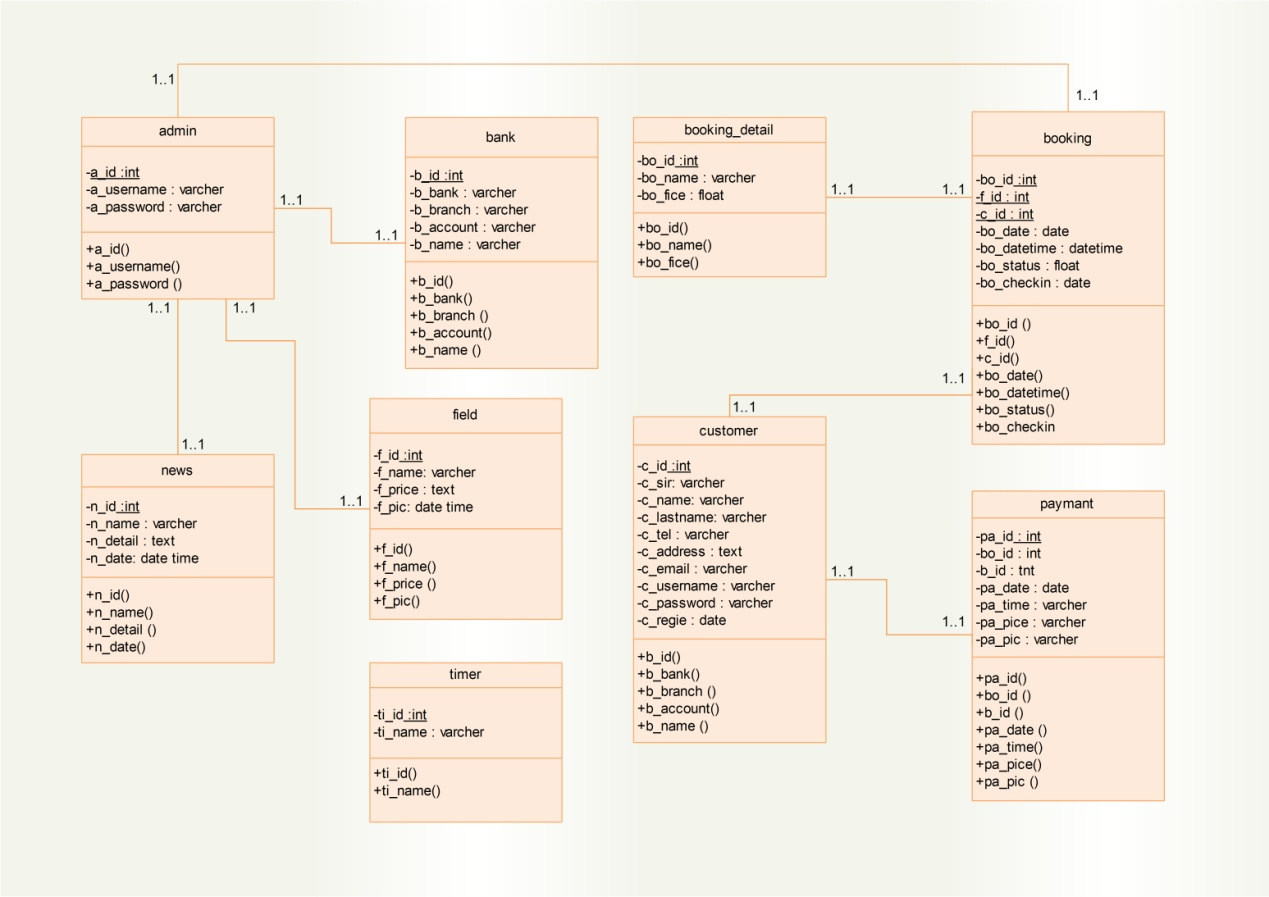 1..1
1..1
admin
-a_id :int
-a_username : varcher
-a_password : varcher
+a_id()
+a_username()
+a_password ()
1..1
1..1
1..1
1..1
bank
-b_id :int
-b_bank : varcher
-b_branch : varcher
-b_account : varcher
-b_name : varcher
+b_id()
+b_bank()
+b_branch ()
+b_account()
+b_name ()
booking_detail
-bo_id :int
-bo_name : varcher
-bo_fice : float
+bo_id()
+bo_name()
+bo_fice()
1..1
1..1
booking
-bo_id :int
-f_id : int
-c_id : int
-bo_date : date
-bo_datetime : datetime
-bo_status : float
-bo_checkin : date
+bo_id ()
+f_id()
+c_id()
+bo_date()
+bo_datetime()
+bo_status()
+bo_checkin
1..1
1..1
1..1
news
-n_id :int
-n_name : varcher
-n_detail : text
-n_date: date time
+n_id()
+n_name()
+n_detail ()
+n_date()
1..1
field
-f_id :int
-f_name: varcher
-f_price : text
-f_pic: date time
+f_id()
+f_name()
+f_price ()
+f_pic()
timer
-ti_id :int
-ti_name : varcher
+ti_id()
+ti_name()
customer
-c_id :int
-c_sir: varcher
-c_name: varcher
-c_lastname: varcher
-c_tel : varcher
-c_address : text
-c_email : varcher
-c_username : varcher
-c_password : varcher
-c_regie : date
+b_id()
+b_bank()
+b_branch ()
+b_account()
+b_name ()
1..1
1..1
paymant
-pa_id : int
-bo_id : int
-b_id : tnt
-pa_date : date
-pa_time : varcher
-pa_pice : varcher
-pa_pic : varcher
+pa_id()
+bo_id ()
+b_id ()
+pa_date ()
+pa_time()
+pa_pice()
+pa_pic ()